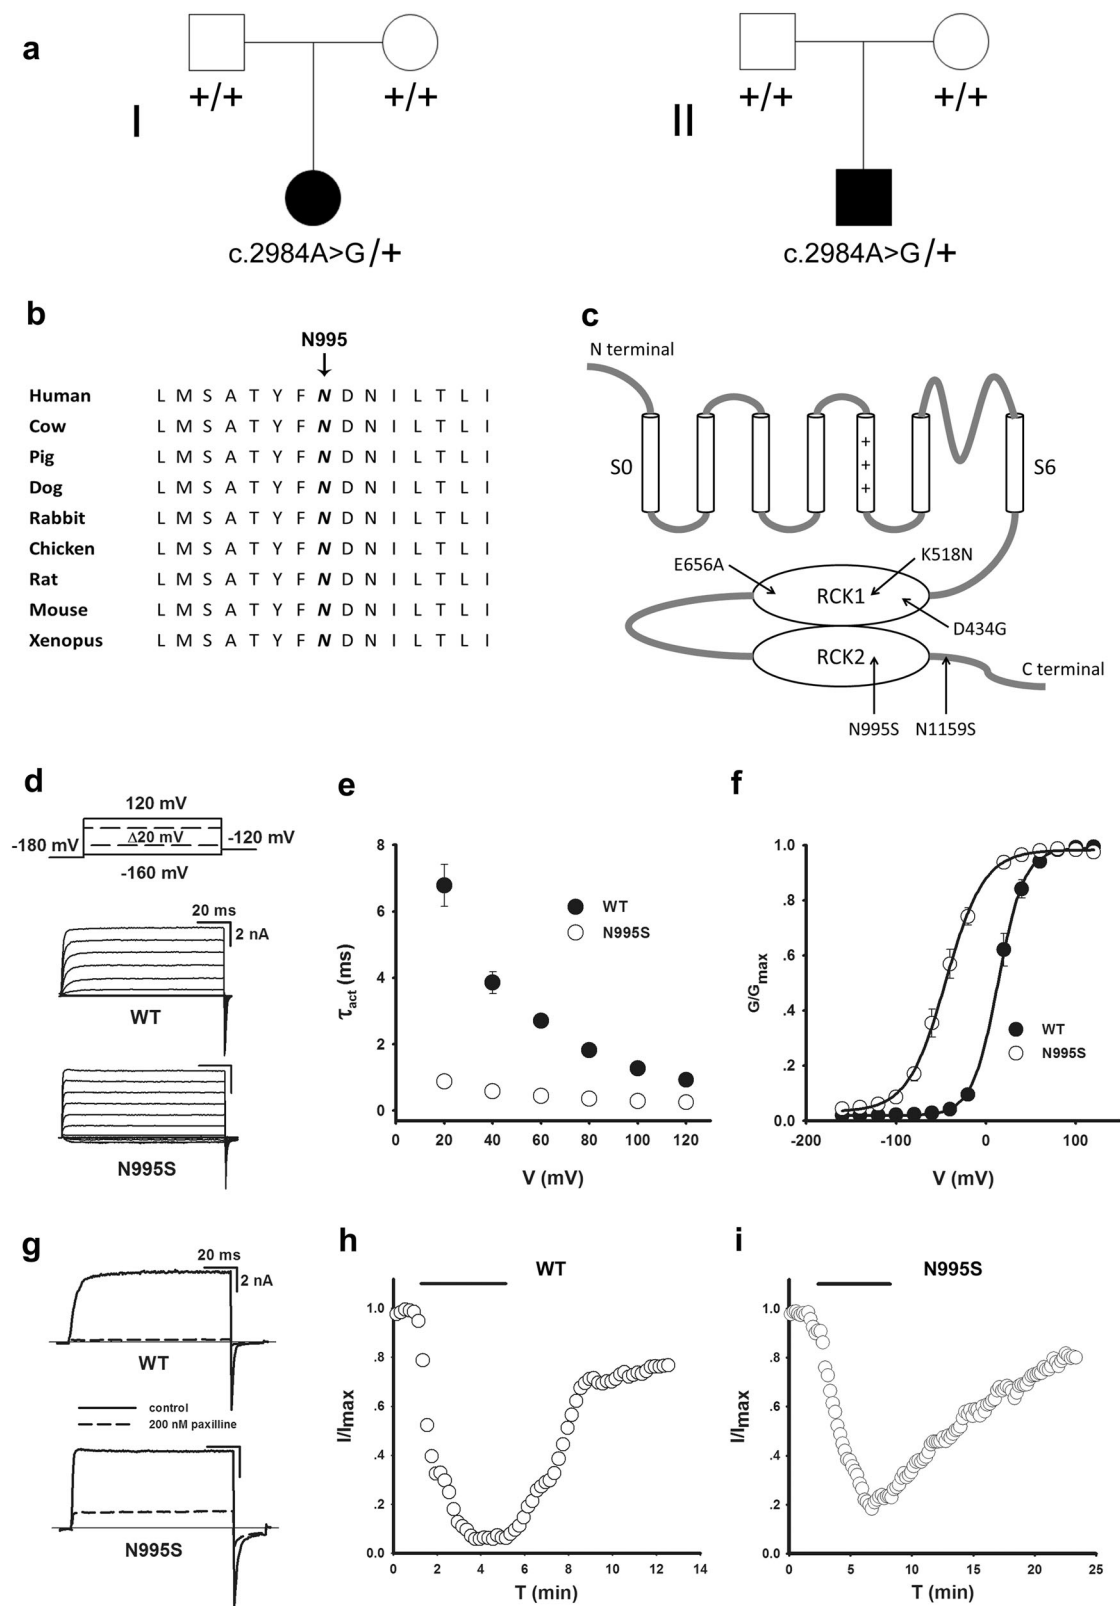 a
I
+/+
+/+
c.2984A>G/+
II
+/+
+/+
c.2984A>G/+
b
N995
Human L M S A T Y F N D N I L T L I
Cow L M S A T Y F N D N I L T L I
Pig L M S A T Y F N D N I L T L I
Dog L M S A T Y F N D N I L T L I
Rabbit L M S A T Y F N D N I L T L I
Chicken L M S A T Y F N D N I L T L I
Rat L M S A T Y F N D N I L T L I
Mouse L M S A T Y F N D N I L T L I
Xenopus L M S A T Y F N D N I L T L I
c
N terminal
S0
+
+
+
S6
E656A
K518N
RCK1
D434G
RCK2
C terminal
N995S
N1159S
d
120 mV
-180 mV
Δ20 mV
-120 mV
-160 mV
20 ms
2 nA
WT
N995S
e
8
6
4
2
0
τact (ms)
WT
N995S
0 20 40 60 80 100 120
V (mV)
f
1.0
.8
.6
.4
.2
0.0
G/Gmax
WT
N995S
-200 -100 0 100
V (mV)
g
20 ms
2 nA
WT
control
200 nM paxilline
N995S
h
WT
1.0
.8
.6
.4
.2
0.0
I/Imax
0 2 4 6 8 10 12 14
T (min)
i
N995S
1.0
.8
.6
.4
.2
0.0
I/Imax
0 5 10 15 20 25
T (min)